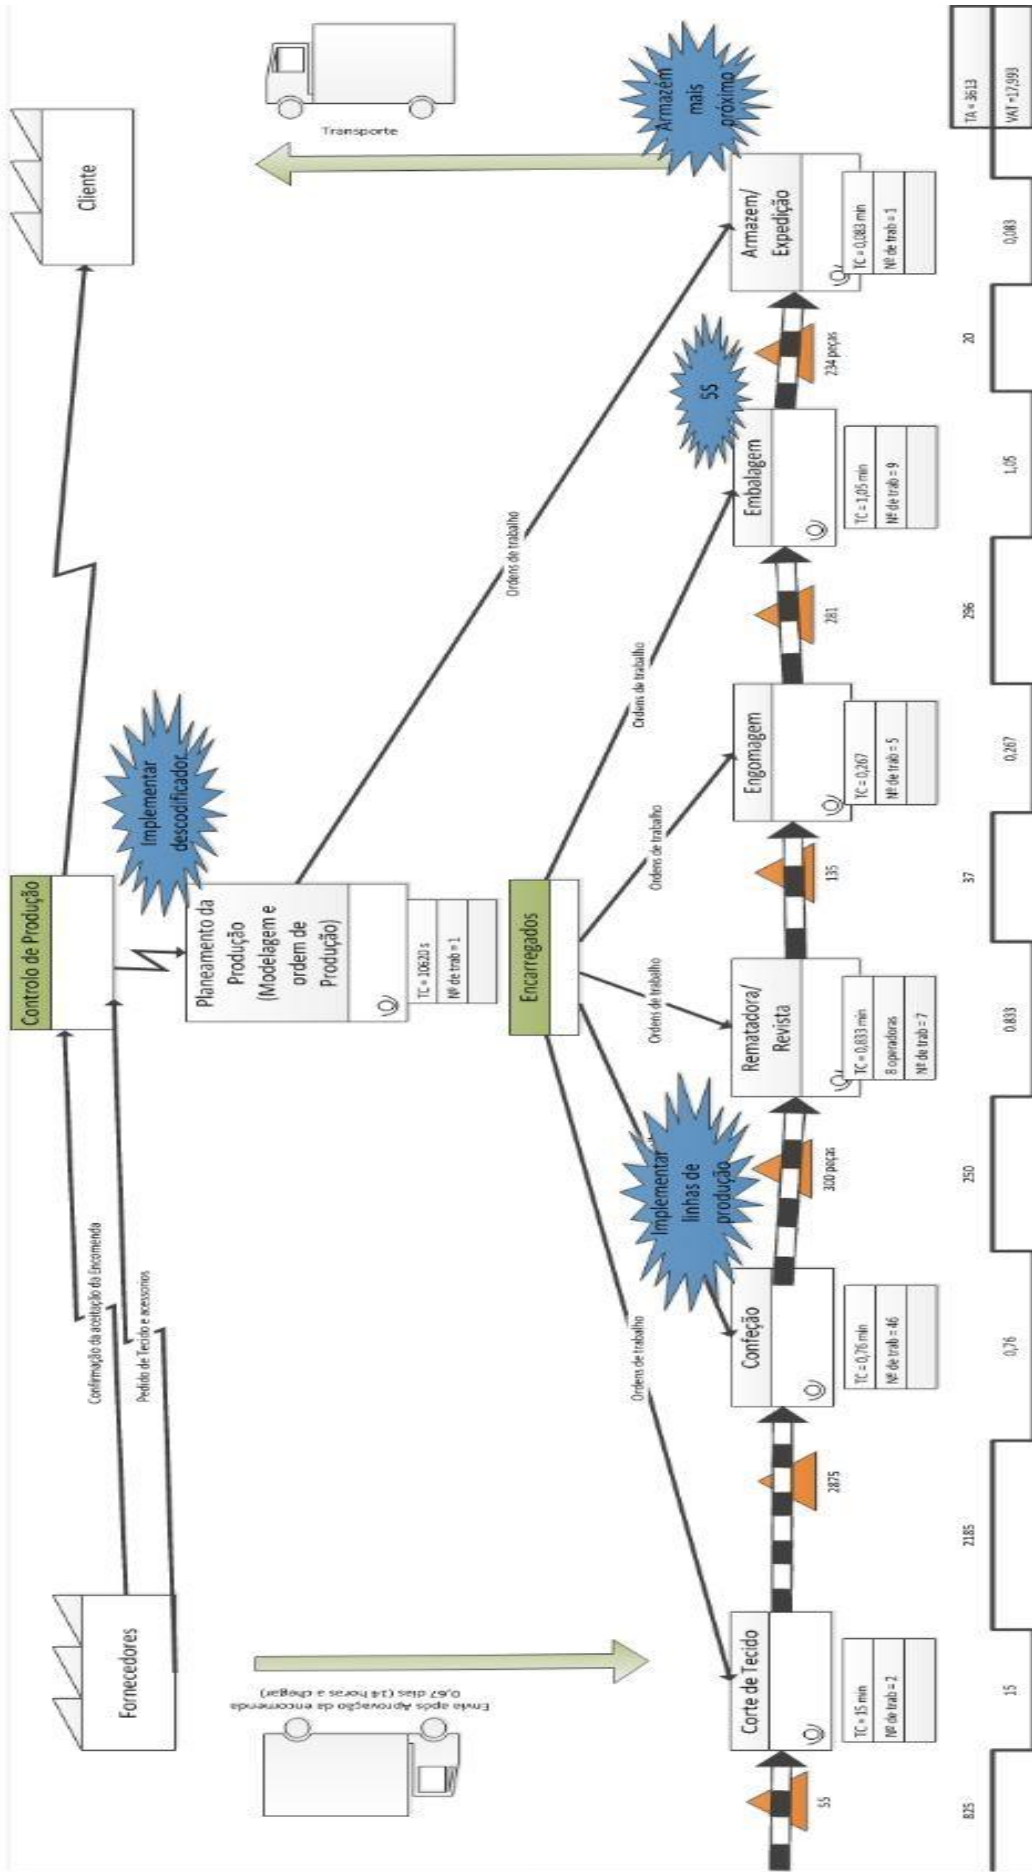 Fornecedores
Confirmação da aceitação da Encomenda
Pedido de Tecido e acessorios
Controlo de Produção
Cliente
Implementar
descodificador
Planeamento da
Produção
(Modelagem e
ordem de
Produção)
TC = 10620 s
Nº de trab = 1
Envia após Aprovação da encomenda
0,67 dias (14 horas a chegar)
Transporte
Encarregados
Ordens de trabalho
Ordens de trabalho
Ordens de trabalho
Ordens de trabalho
Ordens de trabalho
Implementar
linhas de
produção
5S
Armazém
mais
próximo
55
Corte de Tecido
TC = 15 min
Nº de trab = 2
2875
Confeção
TC = 0,76 min
Nº de trab = 46
300 peças
Rematadora/
Revista
TC = 0,833 min
8 operadoras
Nº de trab = 7
135
Engomagem
TC = 0,267
Nº de trab = 5
281
Embalagem
TC = 1,05 min
Nº de trab = 9
234 peças
Armazem/
Expedição
TC = 0,083 min
Nº de trab = 1
825
15
2185
0,76
250
0.833
37
0,267
296
1,05
20
0,083
TA = 3613
VAT =17,993